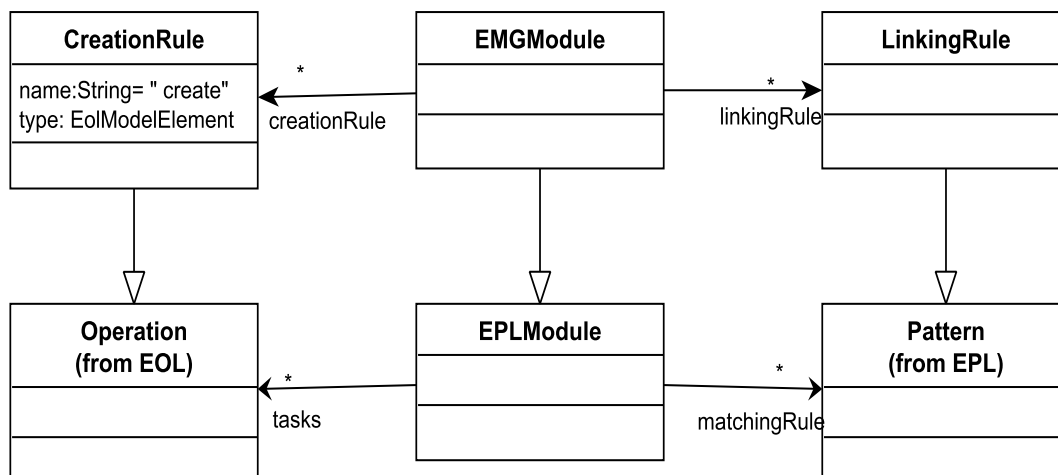 CreationRule
EMGModule
LinkingRule
name:String= " create"
type: EolModelElement
*
creationRule
*
linkingRule
Operation
(from EOL)
EPLModule
Pattern
(from EPL)
*
tasks
*
matchingRule